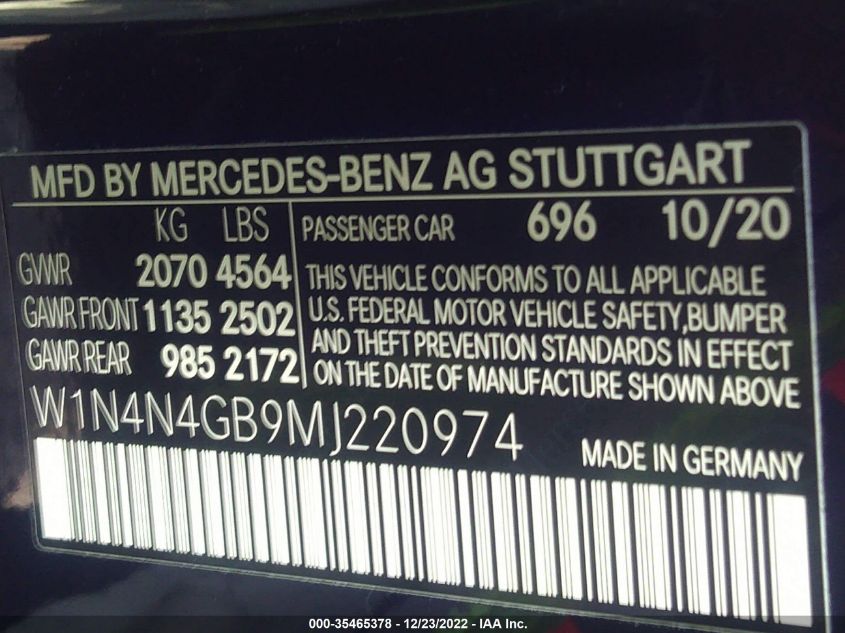 MFD BY MERCEDES-BENZ AG STUTTGART
KG LBS
GVWR 2070 4564
GAWR FRONT 1135 2502
GAWR REAR 985 2172
PASSENGER CAR 696 10/20
THIS VEHICLE CONFORMS TO ALL APPLICABLE
U.S. FEDERAL MOTOR VEHICLE SAFETY,BUMPER
AND THEFT PREVENTION STANDARDS IN EFFECT
ON THE DATE OF MANUFACTURE SHOWN ABOVE
W1N4N4GB9MJ220974
MADE IN GERMANY
000-35465378 - 12/23/2022 - IAA Inc.